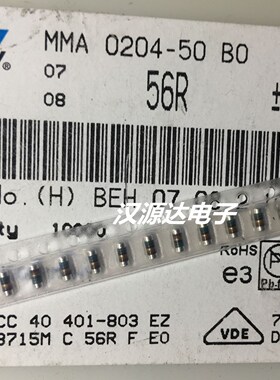 MMA 0204-50 B0
07
08
56R
±
No.(H) BEH 07
汉源达电子
RoHS
e3
CC 40 401-803 EZ
8715M C 56R F E0
VDE
7
D